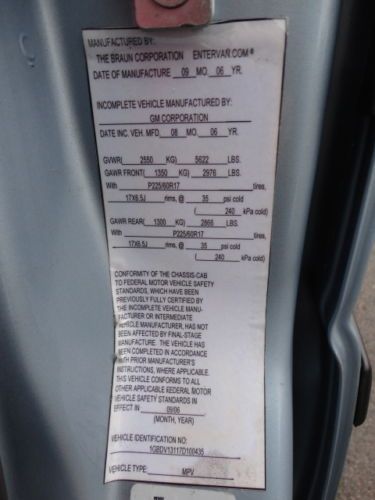 MANUFACTURED BY:
THE BRAUN CORPORATION ENTERVAN.COM®
DATE OF MANUFACTURE 09 MO. 06 YR.
INCOMPLETE VEHICLE MANUFACTURED BY:
GM CORPORATION
DATE INC. VEH. MFD. 08 MO. 06 YR.
GVWR( 2550 KG) 5622 LBS.
GAWR FRONT( 1350 KG) 2976 LBS.
With P225/60R17 tires,
17X6.5J rims, @ 35 psi cold
( 240 kPa cold)
GAWR REAR( 1300 KG) 2866 LBS.
With P225/60R17 tires,
17X6.5J rims, @ 35 psi cold
( 240 kPa cold)
CONFORMITY OF THE CHASSIS-CAB
TO FEDERAL MOTOR VEHICLE SAFETY
STANDARDS, WHICH HAVE BEEN
PREVIOUSLY FULLY CERTIFIED BY
THE INCOMPLETE VEHICLE MANU-
FACTURER OR INTERMEDIATE
VEHICLE MANUFACTURER, HAS NOT
BEEN AFFECTED BY FINAL-STAGE
MANUFACTURE. THE VEHICLE HAS
BEEN COMPLETED IN ACCORDANCE
WITH PRIOR MANUFACTURER'S
INSTRUCTIONS, WHERE APPLICABLE.
THIS VEHICLE CONFORMS TO ALL
OTHER APPLICABLE FEDERAL MOTOR
VEHICLE SAFETY STANDARDS IN
EFFECT IN 09/06
(MONTH, YEAR)
VEHICLE IDENTIFICATION NO:
1GBDV13117D100435
VEHICLE TYPE: MPV